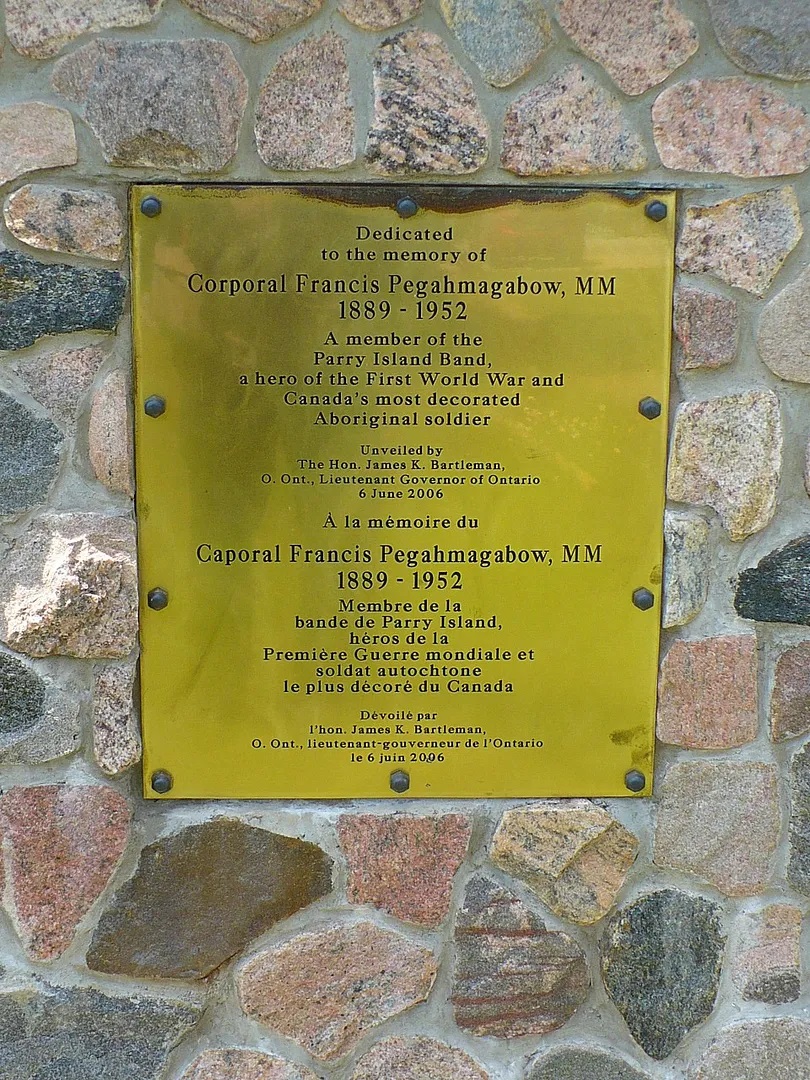 Dedicated
to the memory of
Corporal Francis Pegahmagabow, MM
1889 - 1952
A member of the
Parry Island Band,
a hero of the First World War and
Canada's most decorated
Aboriginal soldier
Unveiled by
The Hon. James K. Bartleman,
O. Ont., Lieutenant Governor of Ontario
6 June 2006
À la mémoire du
Caporal Francis Pegahmagabow, MM
1889 - 1952
Membre de la
bande de Parry Island,
héros de la
Première Guerre mondiale et
soldat autochtone
le plus décoré du Canada
Dévoilé par
l'hon. James K. Bartleman,
O. Ont., lieutenant-gouverneur de l'Ontario
le 6 juin 2006